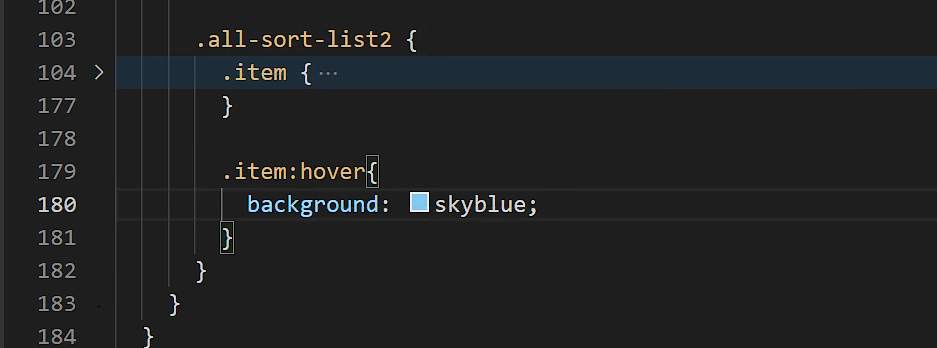 102
103 .all-sort-list2 {
104 > .item { ···
177 }
178
179 .item:hover{
180 background: skyblue;
181 }
182 }
183 }
184 }